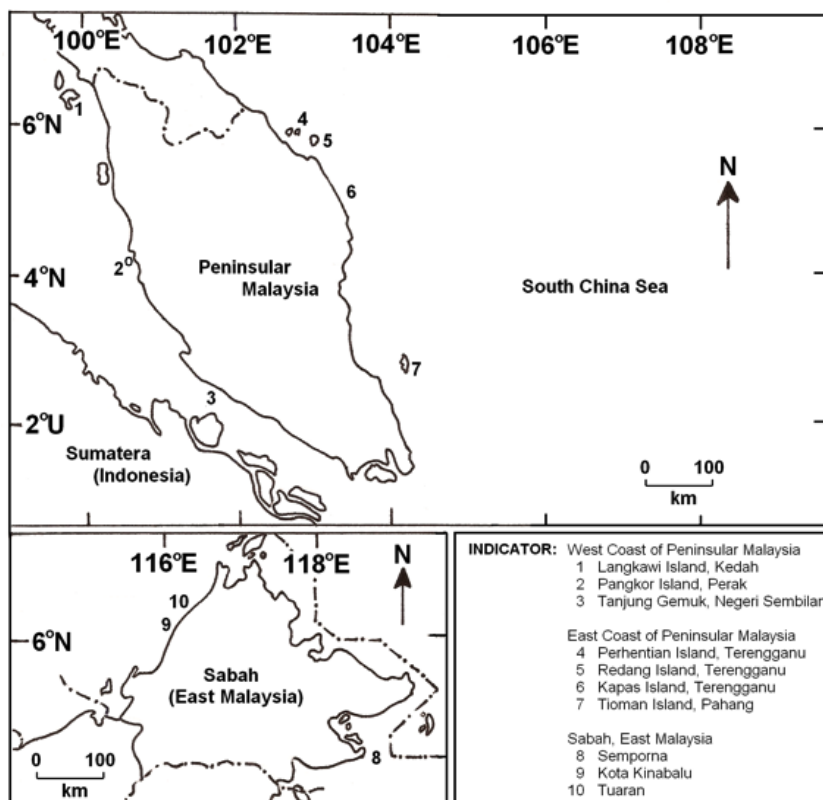 100°E 102°E 104°E 106°E 108°E
1
4
6°N
5
N
6
2
Peninsular
Malaysia
4°N
South China Sea
7
3
2°U
Sumatera
(Indonesia)
0 100
km
116°E 118°E
N
10
9
6°N
Sabah
(East Malaysia)
8
0 100
km
INDICATOR: West Coast of Peninsular Malaysia
1 Langkawi Island, Kedah
2 Pangkor Island, Perak
3 Tanjung Gemuk, Negeri Sembilan
East Coast of Peninsular Malaysia
4 Perhentian Island, Terengganu
5 Redang Island, Terengganu
6 Kapas Island, Terengganu
7 Tioman Island, Pahang
Sabah, East Malaysia
8 Semporna
9 Kota Kinabalu
10 Tuaran